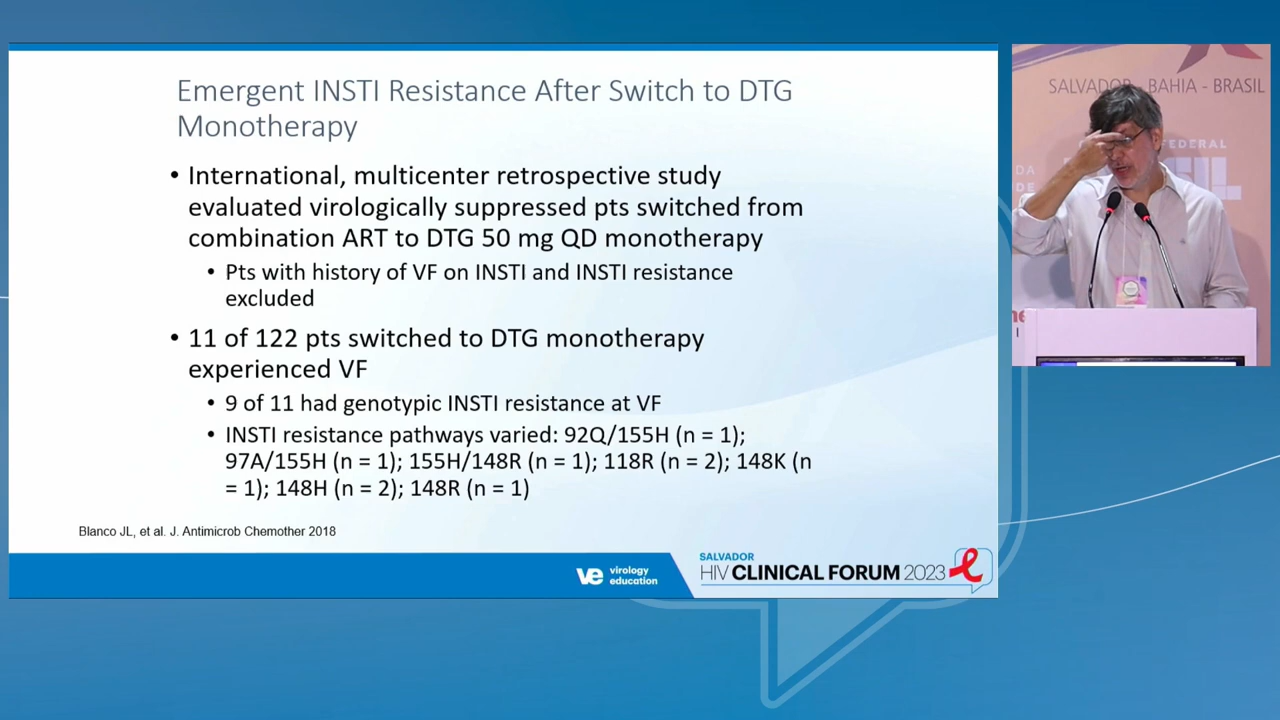 Emergent INSTI Resistance After Switch to DTG
Monotherapy
• International, multicenter retrospective study
evaluated virologically suppressed pts switched from
combination ART to DTG 50 mg QD monotherapy
• Pts with history of VF on INSTI and INSTI resistance
excluded
• 11 of 122 pts switched to DTG monotherapy
experienced VF
• 9 of 11 had genotypic INSTI resistance at VF
• INSTI resistance pathways varied: 92Q/155H (n = 1);
97A/155H (n = 1); 155H/148R (n = 1); 118R (n = 2); 148K (n
= 1); 148H (n = 2); 148R (n = 1)
Blanco JL, et al. J. Antimicrob Chemother 2018
ve virology
education
SALVADOR
HIV CLINICAL FORUM 2023
SALVADOR - BAHIA - BRASIL
FEDERAL